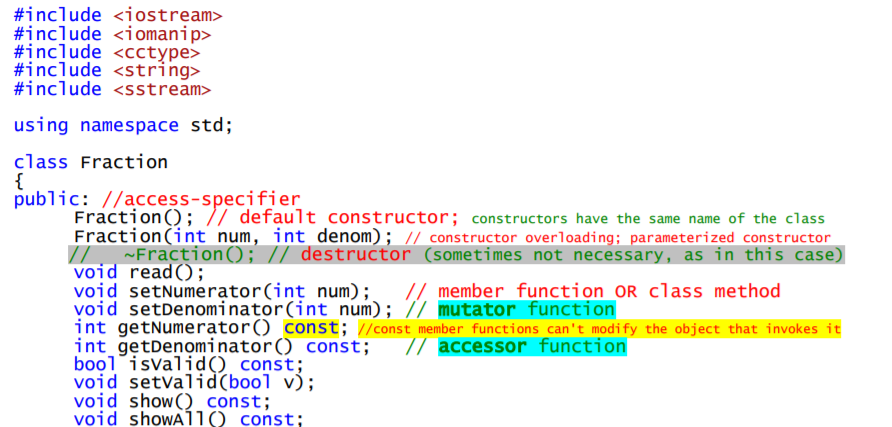 #include <iostream>
#include <iomanip>
#include <cctype>
#include <string>
#include <sstream>
using namespace std;
class Fraction
{
public: //access-specifier
Fraction(); // default constructor; constructors have the same name of the class
Fraction(int num, int denom); // constructor overloading; parameterized constructor
// ~Fraction(); // destructor (sometimes not necessary, as in this case)
void read();
void setNumerator(int num); // member function OR class method
void setDenominator(int num); // mutator function
int getNumerator() const; //const member functions can't modify the object that invokes it
int getDenominator() const; // accessor function
bool isValid() const;
void setValid(bool v);
void show() const;
void showAll() const;